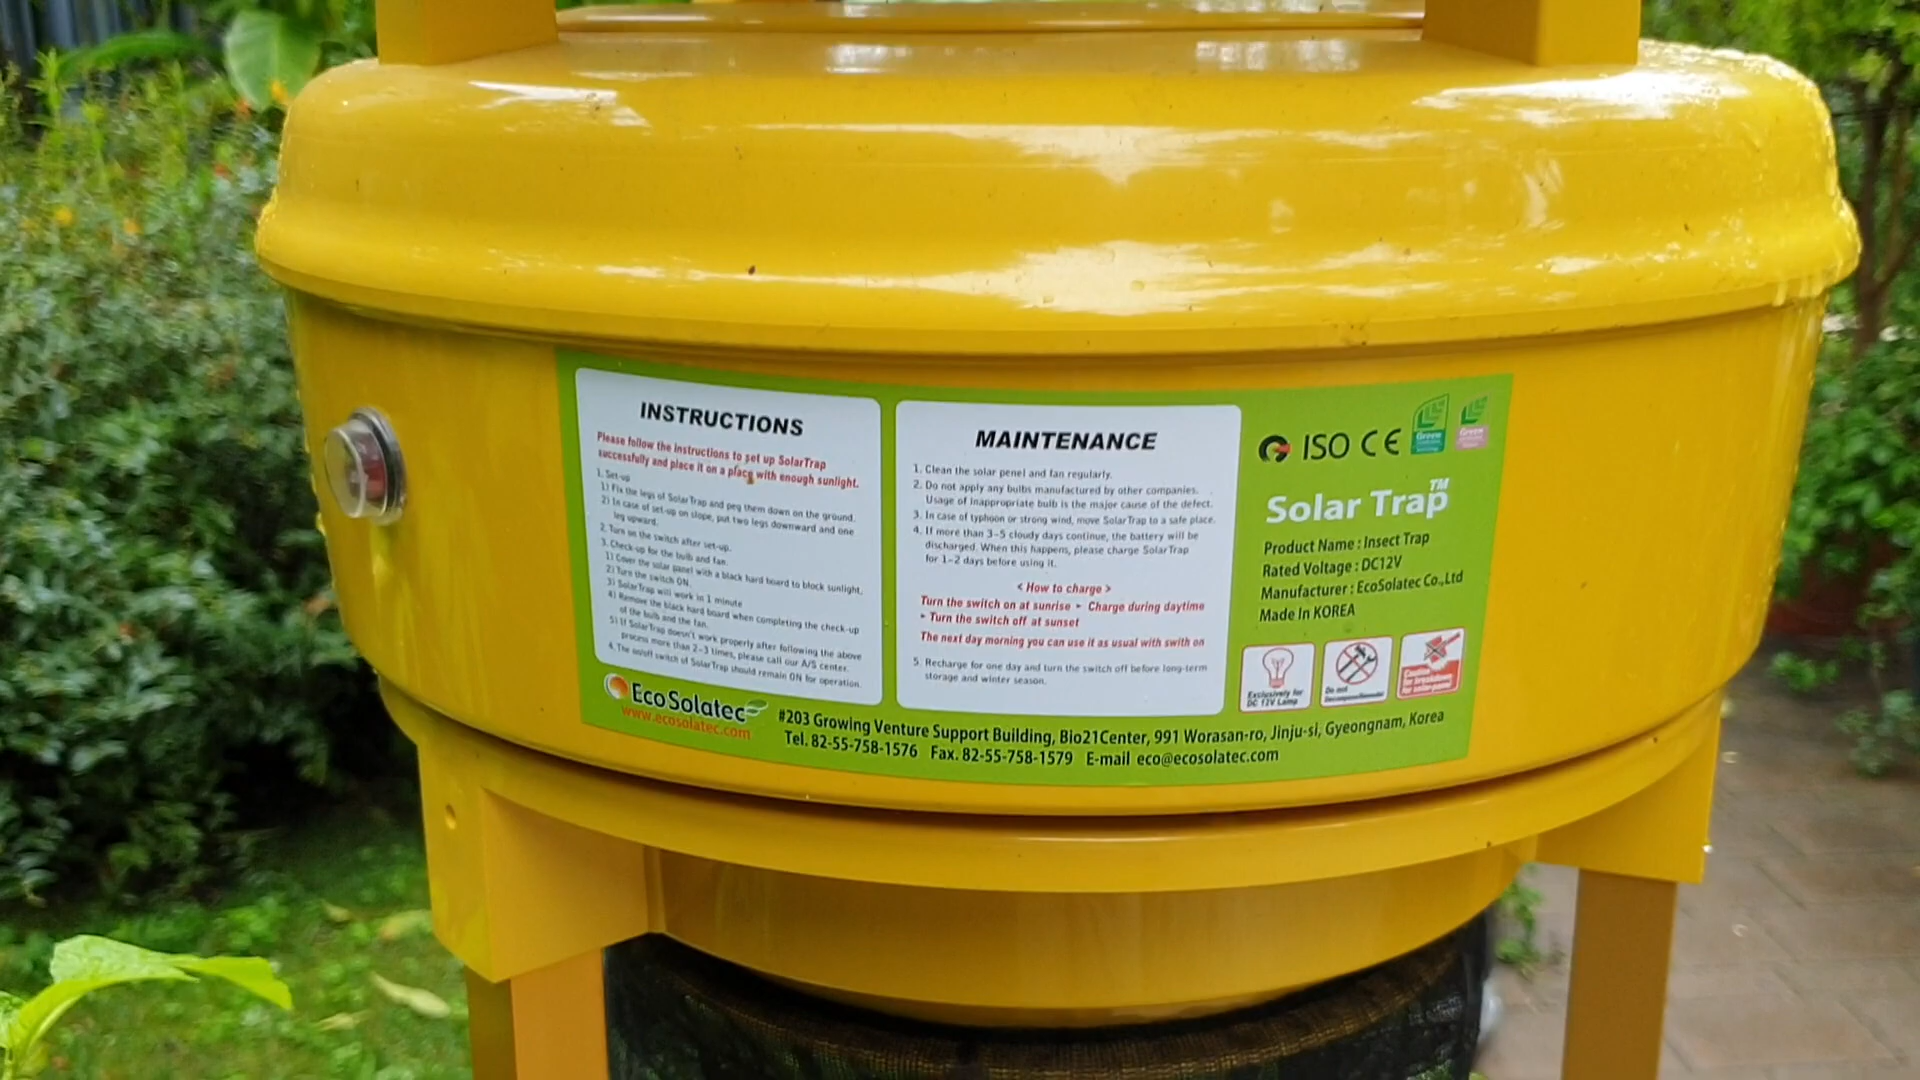 INSTRUCTIONS
Please follow the instructions to set up SolarTrap
successfully and place it on a place with enough sunlight.
1. Set-up
1) Fix the legs of SolarTrap and peg them down on the ground.
2) In case of set-up on slope, put two legs downward and one
leg upward.
2. Turn on the switch after set-up.
3. Check-up for the bulb and fan.
1) Cover the solar panel with a black hard board to block sunlight.
2) Turn the switch ON.
3) SolarTrap will work in 1 minute
4) Remove the black hard board when completing the check-up
of the bulb and the fan.
5) If SolarTrap doesn't work properly after following the above
process more than 2~3 times, please call our A/S center.
4. The on/off switch of SolarTrap should remain ON for operation.
MAINTENANCE
1. Clean the solar penel and fan regularly.
2. Do not apply any bulbs manufactured by other companies.
Usage of inappropriate bulb is the major cause of the defect.
3. In case of typhoon or strong wind, move SolarTrap to a safe place.
4. If more than 3~5 cloudy days continue, the battery will be
discharged. When this happens, please charge SolarTrap
for 1~2 days before using it.
< How to charge >
Turn the switch on at sunrise ▸ Charge during daytime
▸ Turn the switch off at sunset
The next day morning you can use it as usual with swith on
5. Recharge for one day and turn the switch off before long-term
storage and winter season.
ISO CE Green Green
Solar Trap™
Product Name : Insect Trap
Rated Voltage : DC12V
Manufacturer : EcoSolatec Co.,Ltd
Made In KOREA
Exclusively for
DC 12V Lamp
Do not
Caution
for breakdown
for solar-panel
EcoSolatec
www.ecosolatec.com
#203 Growing Venture Support Building, Bio21Center, 991 Worasan-ro, Jinju-si, Gyeongnam, Korea
Tel. 82-55-758-1576 Fax. 82-55-758-1579 E-mail eco@ecosolatec.com